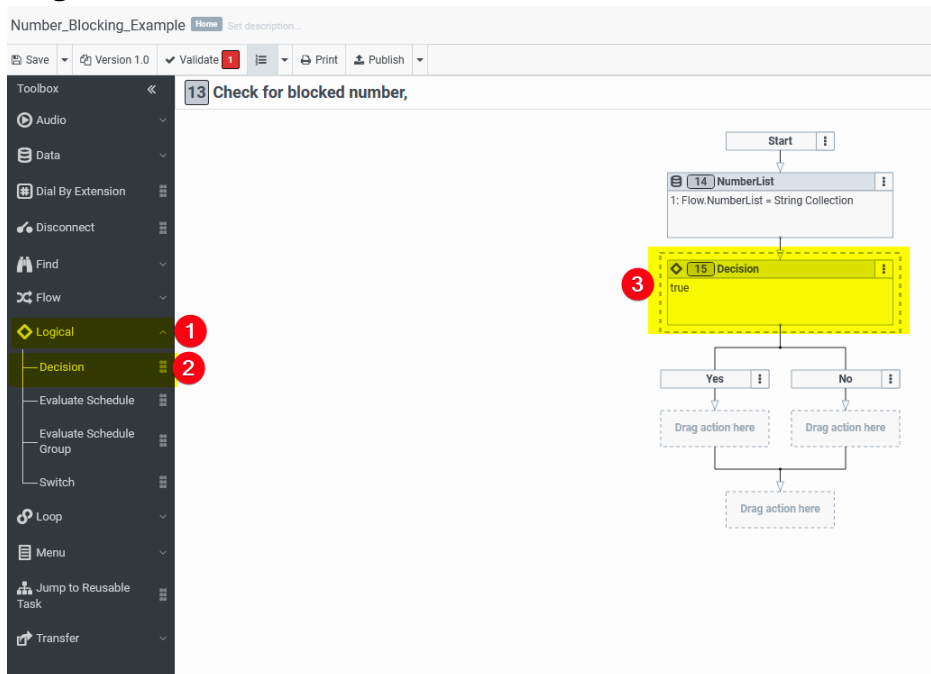 Number_Blocking_Example Home Set description...
Save Version 1.0 Validate 1 Print Publish
Toolbox
13 Check for blocked number,
Audio
Data
Dial By Extension
Disconnect
Find
Flow
Logical 1
Decision 2
Evaluate Schedule
Evaluate Schedule
Group
Switch
Loop
Menu
Jump to Reusable
Task
Transfer
Start
14 NumberList
1: Flow.NumberList = String Collection
3
15 Decision
true
Yes No
Drag action here Drag action here
Drag action here